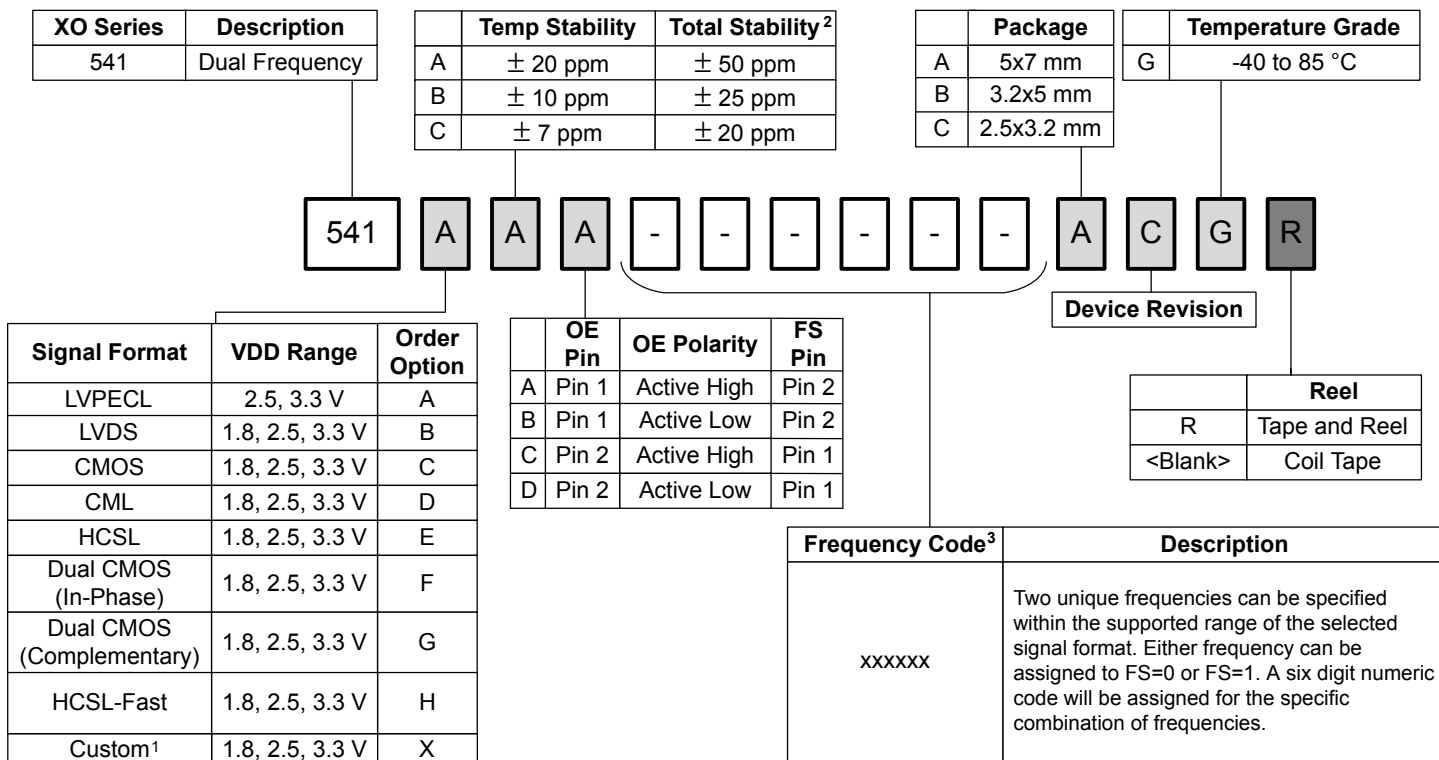 XO Series Description
541 Dual Frequency
Temp Stability Total Stability 2
A ± 20 ppm ± 50 ppm
B ± 10 ppm ± 25 ppm
C ± 7 ppm ± 20 ppm
Package
A 5x7 mm
B 3.2x5 mm
C 2.5x3.2 mm
Temperature Grade
G -40 to 85 °C
541 A A A - - - - - - A C G R
Device Revision
Signal Format VDD Range Order
Option
LVPECL 2.5, 3.3 V A
LVDS 1.8, 2.5, 3.3 V B
CMOS 1.8, 2.5, 3.3 V C
CML 1.8, 2.5, 3.3 V D
HCSL 1.8, 2.5, 3.3 V E
Dual CMOS
(In-Phase) 1.8, 2.5, 3.3 V F
Dual CMOS
(Complementary) 1.8, 2.5, 3.3 V G
HCSL-Fast 1.8, 2.5, 3.3 V H
Custom1 1.8, 2.5, 3.3 V X
OE
Pin OE Polarity FS
Pin
A Pin 1 Active High Pin 2
B Pin 1 Active Low Pin 2
C Pin 2 Active High Pin 1
D Pin 2 Active Low Pin 1
Reel
R Tape and Reel
<Blank> Coil Tape
Frequency Code3 Description
xxxxxx
Two unique frequencies can be specified
within the supported range of the selected
signal format. Either frequency can be
assigned to FS=0 or FS=1. A six digit numeric
code will be assigned for the specific
combination of frequencies.